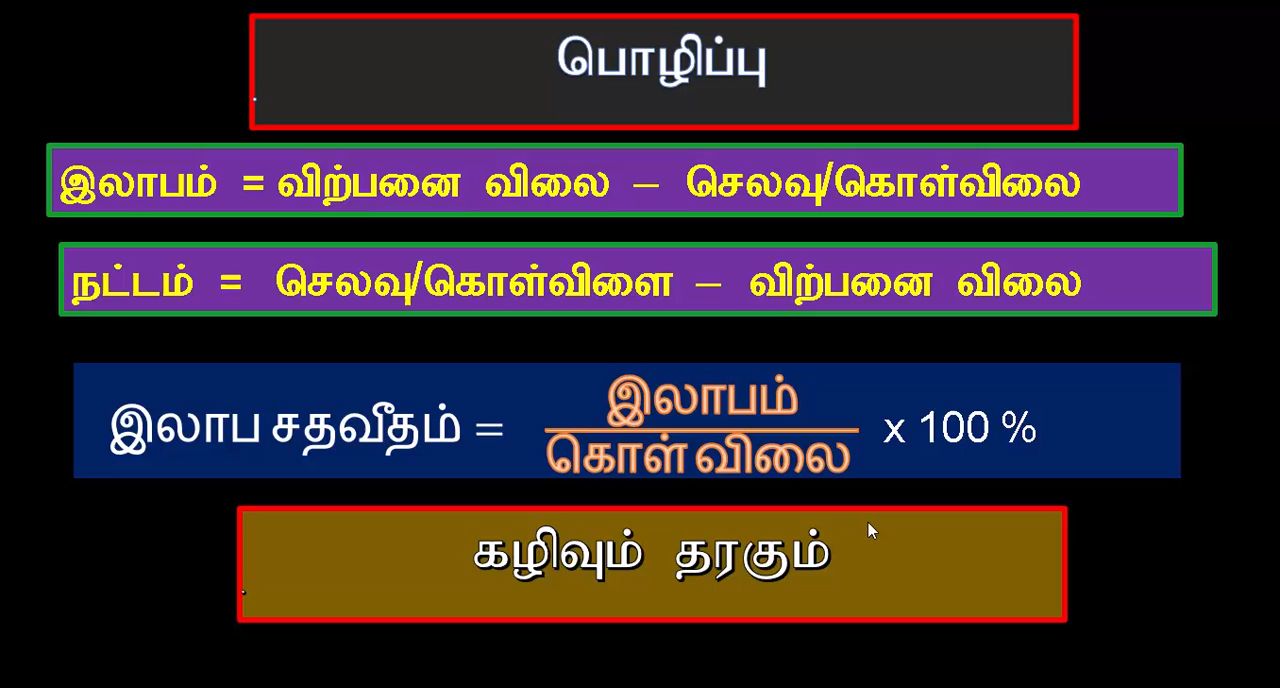 பொழிப்பு
இலாபம் = விற்பனை விலை – செலவு/கொள்விலை
நட்டம் = செலவு/கொள்விளை – விற்பனை விலை
இலாப சதவீதம் = இலாபம் / கொள் விலை x 100 %
கழிவும் தரகும்